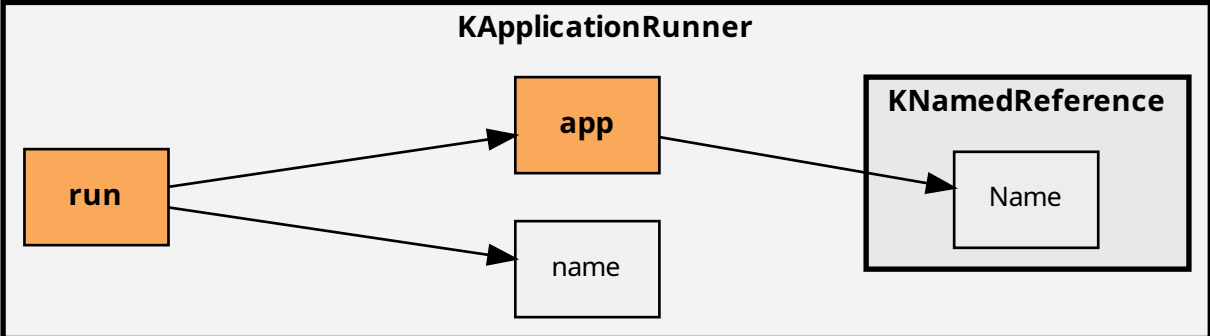 KApplicationRunner
run
app
name
KNamedReference
Name